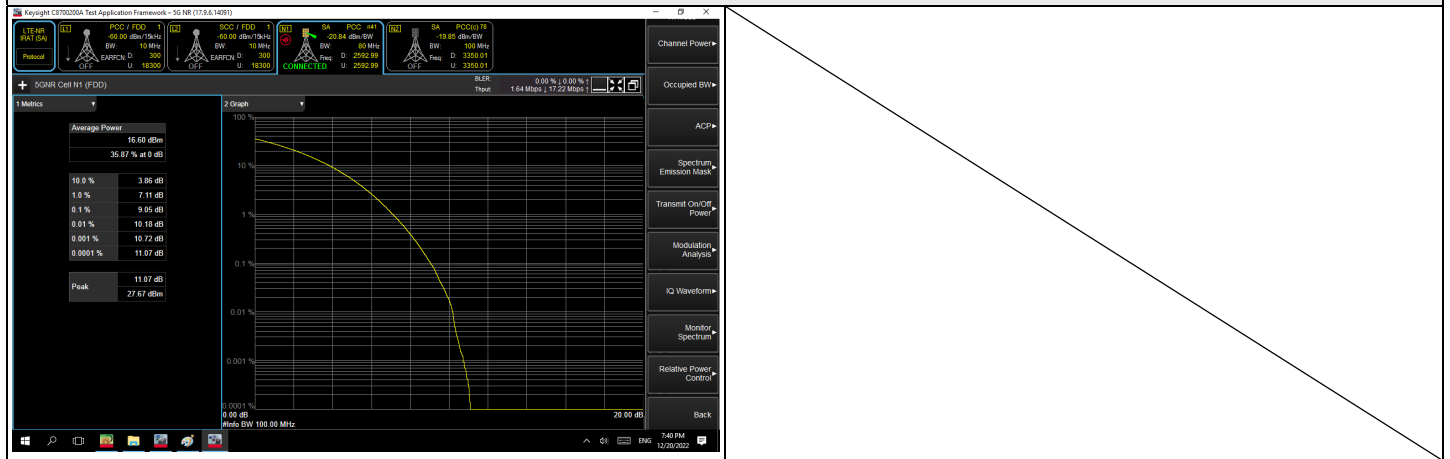 Keysight C8700200A Test Application Framework – 5G NR (17.9.6.14091)
LTE-NR
IRAT (SA)
Protocol
L1 PCC / FDD 1
-60.00 dBm/15kHz
BW: 10 MHz
EARFCN: D: 300
OFF U: 18300
L2 SCC / FDD 1
-60.00 dBm/15kHz
BW: 10 MHz
EARFCN: D: 300
OFF U: 18300
N1 SA PCC n41
-20.84 dBm/BW
BW: 80 MHz
Freq: D: 2592.99
CONNECTED U: 2592.99
N2 SA PCC(c) 78
-19.85 dBm/BW
BW: 100 MHz
Freq: D: 3350.01
OFF U: 3350.01
5GNR Cell N1 (FDD)
BLER: 0.00 % ↓ 0.00 % ↑
Thput: 1.64 Mbps ↓ 17.22 Mbps ↑
1 Metrics
Average Power
16.60 dBm
35.87 % at 0 dB
10.0 % 3.86 dB
1.0 % 7.11 dB
0.1 % 9.05 dB
0.01 % 10.18 dB
0.001 % 10.72 dB
0.0001 % 11.07 dB
Peak 11.07 dB
27.67 dBm
2 Graph
100 %
10 %
1 %
0.1 %
0.01 %
0.001 %
0.0001 %
0.00 dB 20.00 dB
#Info BW 100.00 MHz
Channel Power
Occupied BW
ACP
Spectrum
Emission Mask
Transmit On/Off
Power
Modulation
Analysis
IQ Waveform
Monitor
Spectrum
Relative Power
Control
Back
ENG
7:40 PM
12/20/2022